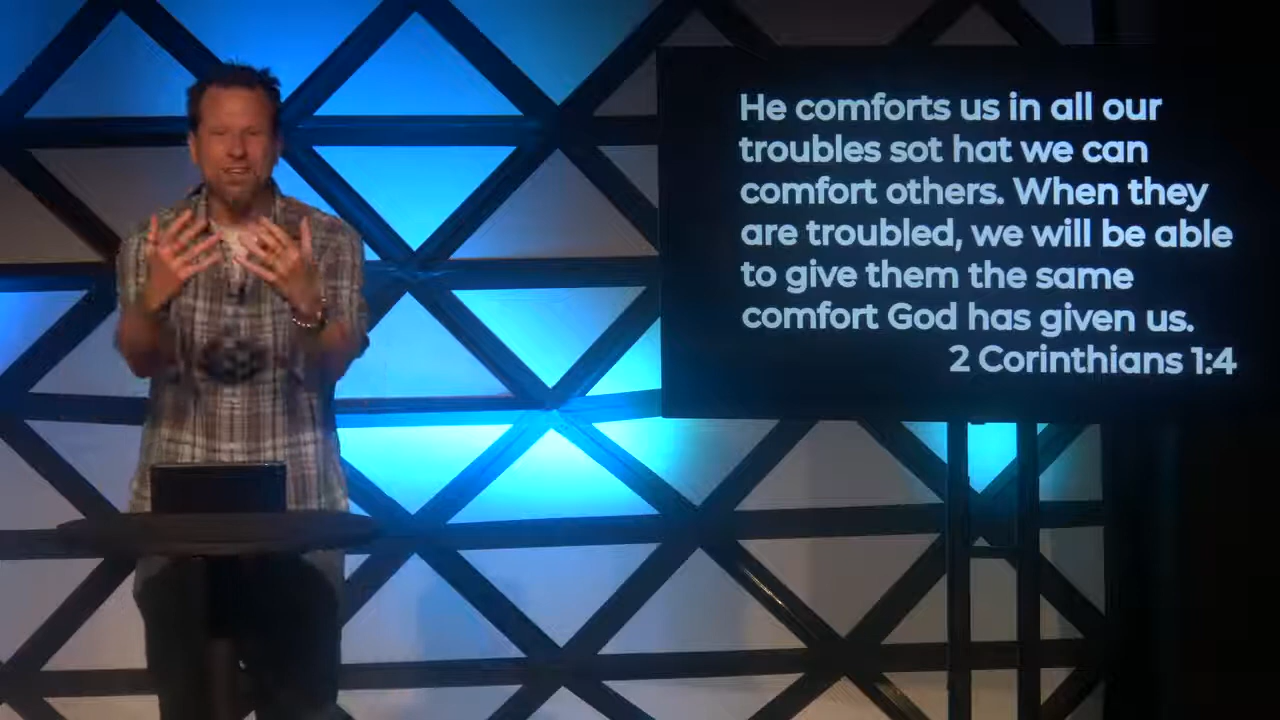 He comforts us in all our
troubles sot hat we can
comfort others. When they
are troubled, we will be able
to give them the same
comfort God has given us.
2 Corinthians 1:4